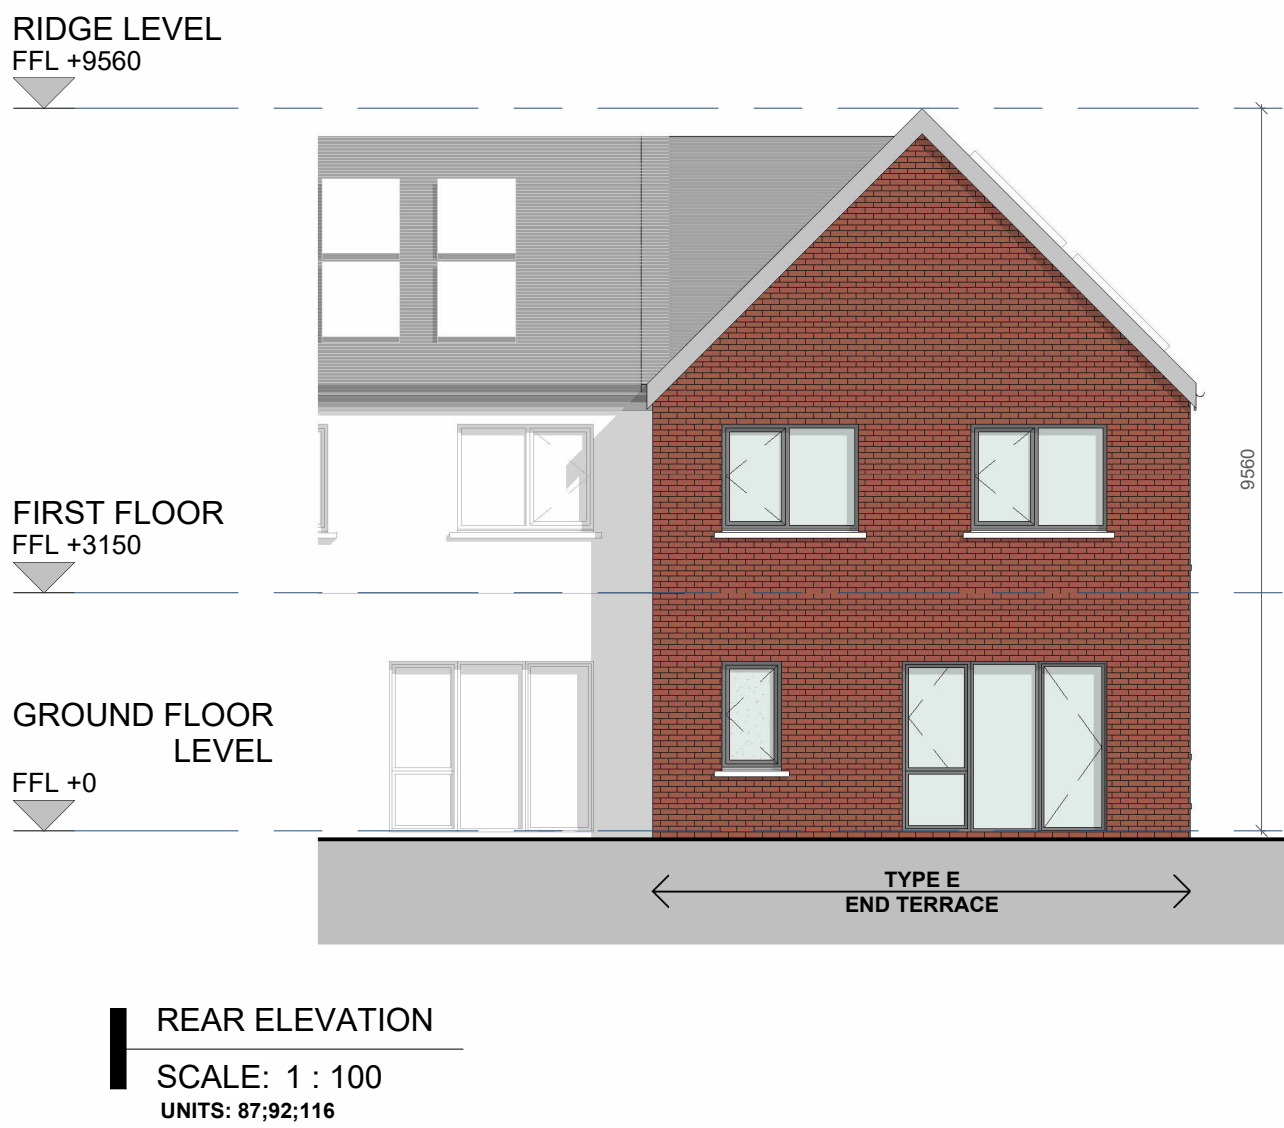 RIDGE LEVEL
FFL +9560
9560
FIRST FLOOR
FFL +3150
GROUND FLOOR
LEVEL
FFL +0
TYPE E
END TERRACE
REAR ELEVATION
SCALE: 1 : 100
UNITS: 87;92;116